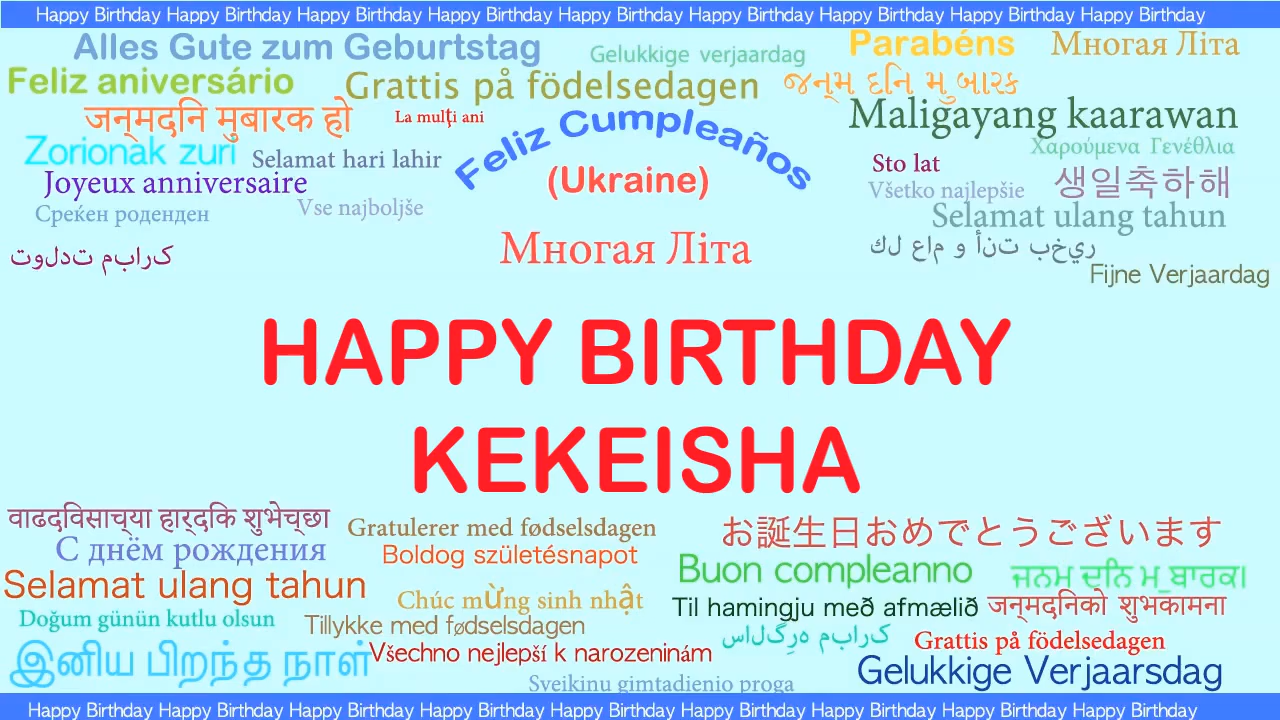 Happy Birthday Happy Birthday Happy Birthday Happy Birthday Happy Birthday Happy Birthday Happy Birthday Happy Birthday Happy Birthday
Alles Gute zum Geburtstag
Gelukkige verjaardag
Parabéns
Многая Літа
Feliz aniversário
Grattis på födelsedagen
જન્મ દિન મુબારક
जन्मदिन मुबारक हो
La mulţi ani
Feliz Cumpleaños
Maligayang kaarawan
Zorionak zuri
Selamat hari lahir
Χαρούμενα Γενέθλια
Joyeux anniversaire
(Ukraine)
Sto lat
Všetko najlepšie
생일축하해
Среќен роденден
Vse najboljše
Selamat ulang tahun
تولدت مبارک
Многая Літа
كل عام و أنت بخير
Fijne Verjaardag
HAPPY BIRTHDAY
KEKEISHA
वाढदिवसाच्या हार्दिक शुभेच्छा
Gratulerer med fødselsdagen
お誕生日おめでとうございます
С днём рождения
Boldog születésnapot
Selamat ulang tahun
Buon compleanno
ਜਨਮ ਦਿਨ ਮੁਬਾਰਕ।
Chúc mừng sinh nhật
Til hamingju með afmælið
जन्मदिनको शुभकामना
Doğum günün kutlu olsun
Tillykke med fødselsdagen
سالگرہ مبارک
Grattis på födelsedagen
இனிய பிறந்த நாள்
Všechno nejlepší k narozeninám
Gelukkige Verjaarsdag
Sveikinu gimtadienio proga
Happy Birthday Happy Birthday Happy Birthday Happy Birthday Happy Birthday Happy Birthday Happy Birthday Happy Birthday Happy Birthday